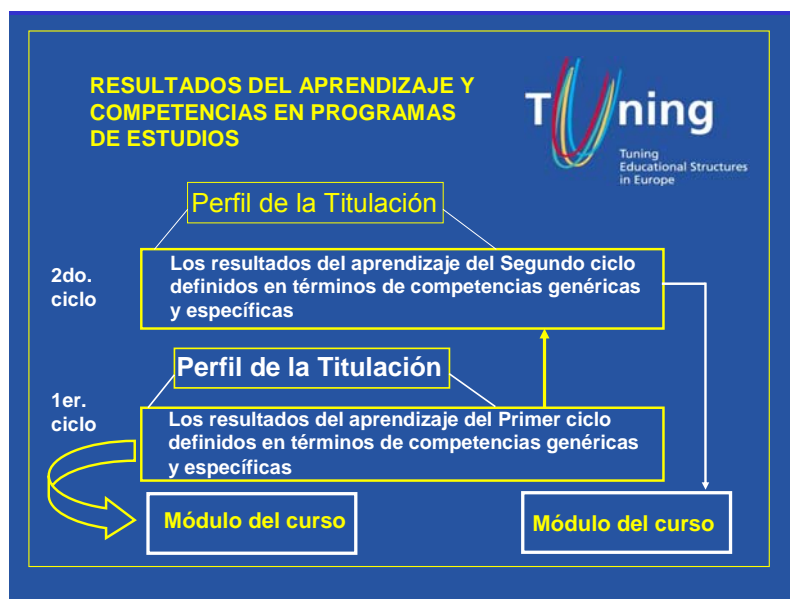 RESULTADOS DEL APRENDIZAJE Y
COMPETENCIAS EN PROGRAMAS
DE ESTUDIOS
Tuning
Tuning
Educational Structures
in Europe
Perfil de la Titulación
2do.
ciclo
Los resultados del aprendizaje del Segundo ciclo
definidos en términos de competencias genéricas
y específicas
Perfil de la Titulación
1er.
ciclo
Los resultados del aprendizaje del Primer ciclo
definidos en términos de competencias genéricas
y específicas
Módulo del curso
Módulo del curso